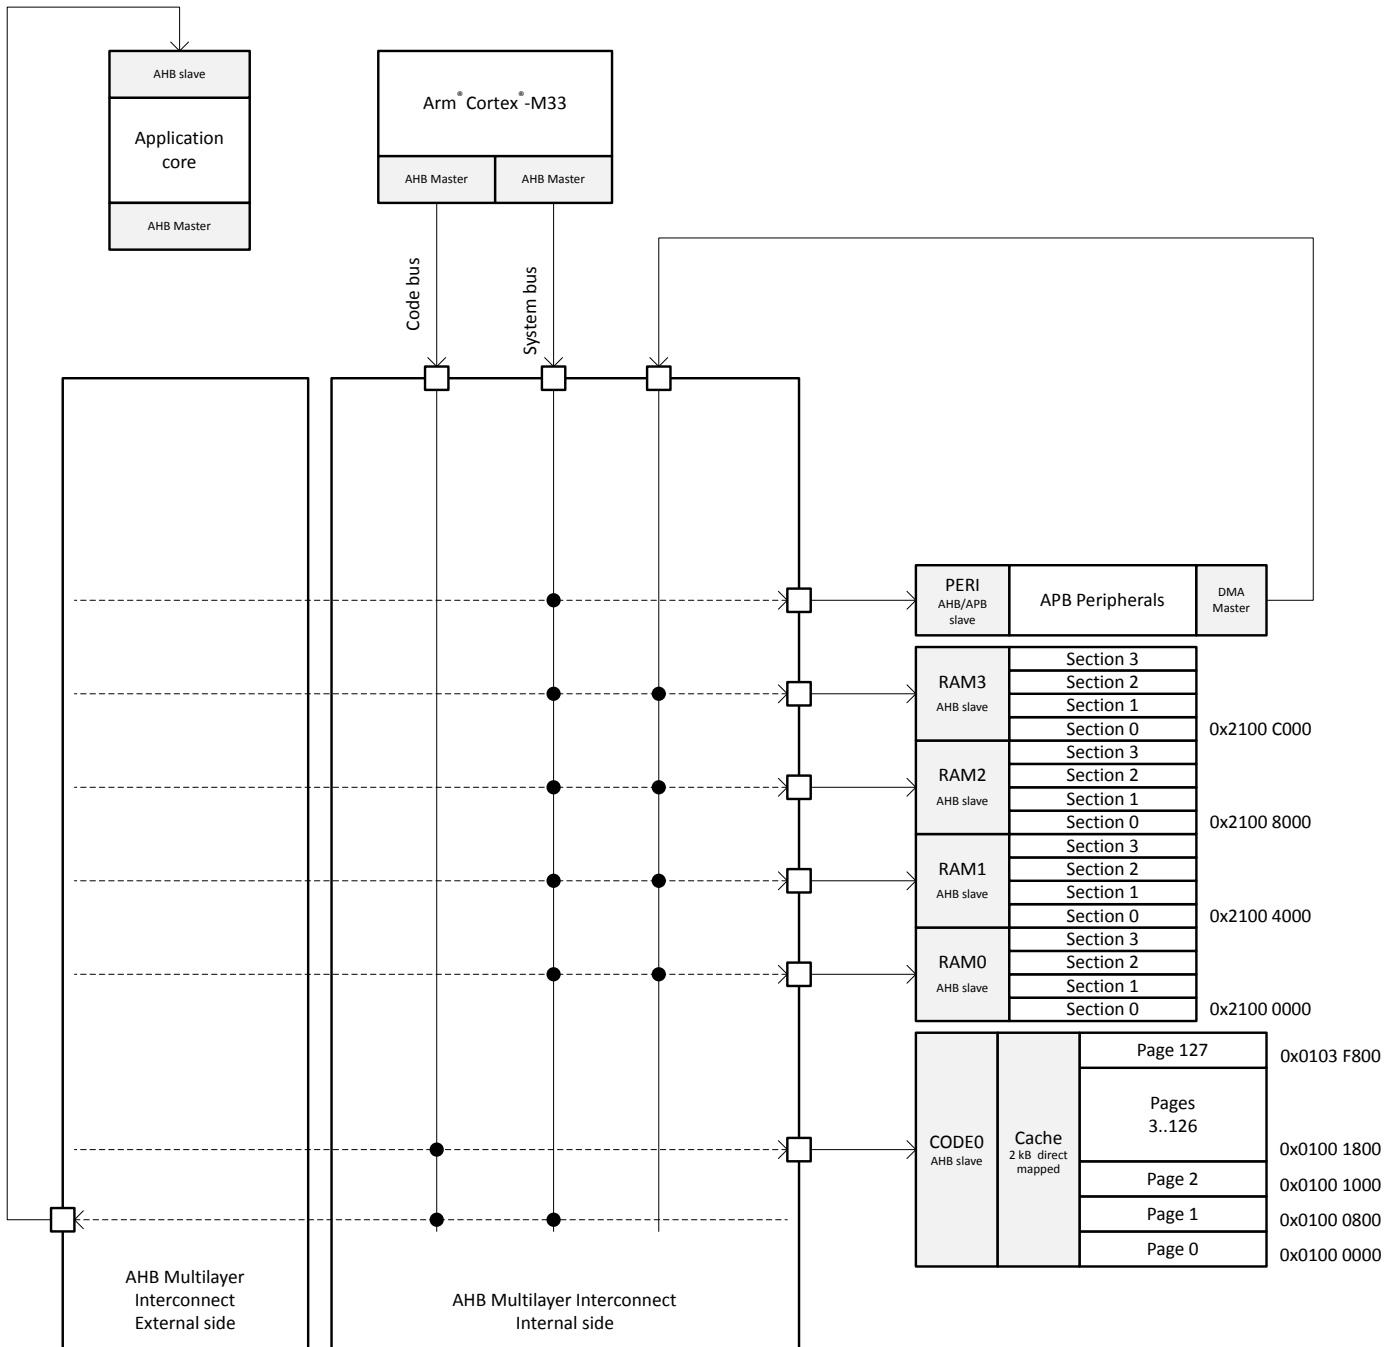 AHB slave
Application
core
AHB Master
Arm® Cortex®-M33
AHB Master
AHB Master
Code bus
System bus
PERI
AHB/APB
slave
APB Peripherals
DMA
Master
RAM3
AHB slave
Section 3
Section 2
Section 1
Section 0
0x2100 C000
RAM2
AHB slave
Section 3
Section 2
Section 1
Section 0
0x2100 8000
RAM1
AHB slave
Section 3
Section 2
Section 1
Section 0
0x2100 4000
RAM0
AHB slave
Section 3
Section 2
Section 1
Section 0
0x2100 0000
CODE0
AHB slave
Cache
2 kB direct
mapped
Page 127
0x0103 F800
Pages
3..126
0x0100 1800
Page 2
0x0100 1000
Page 1
0x0100 0800
Page 0
0x0100 0000
AHB Multilayer
Interconnect
External side
AHB Multilayer Interconnect
Internal side